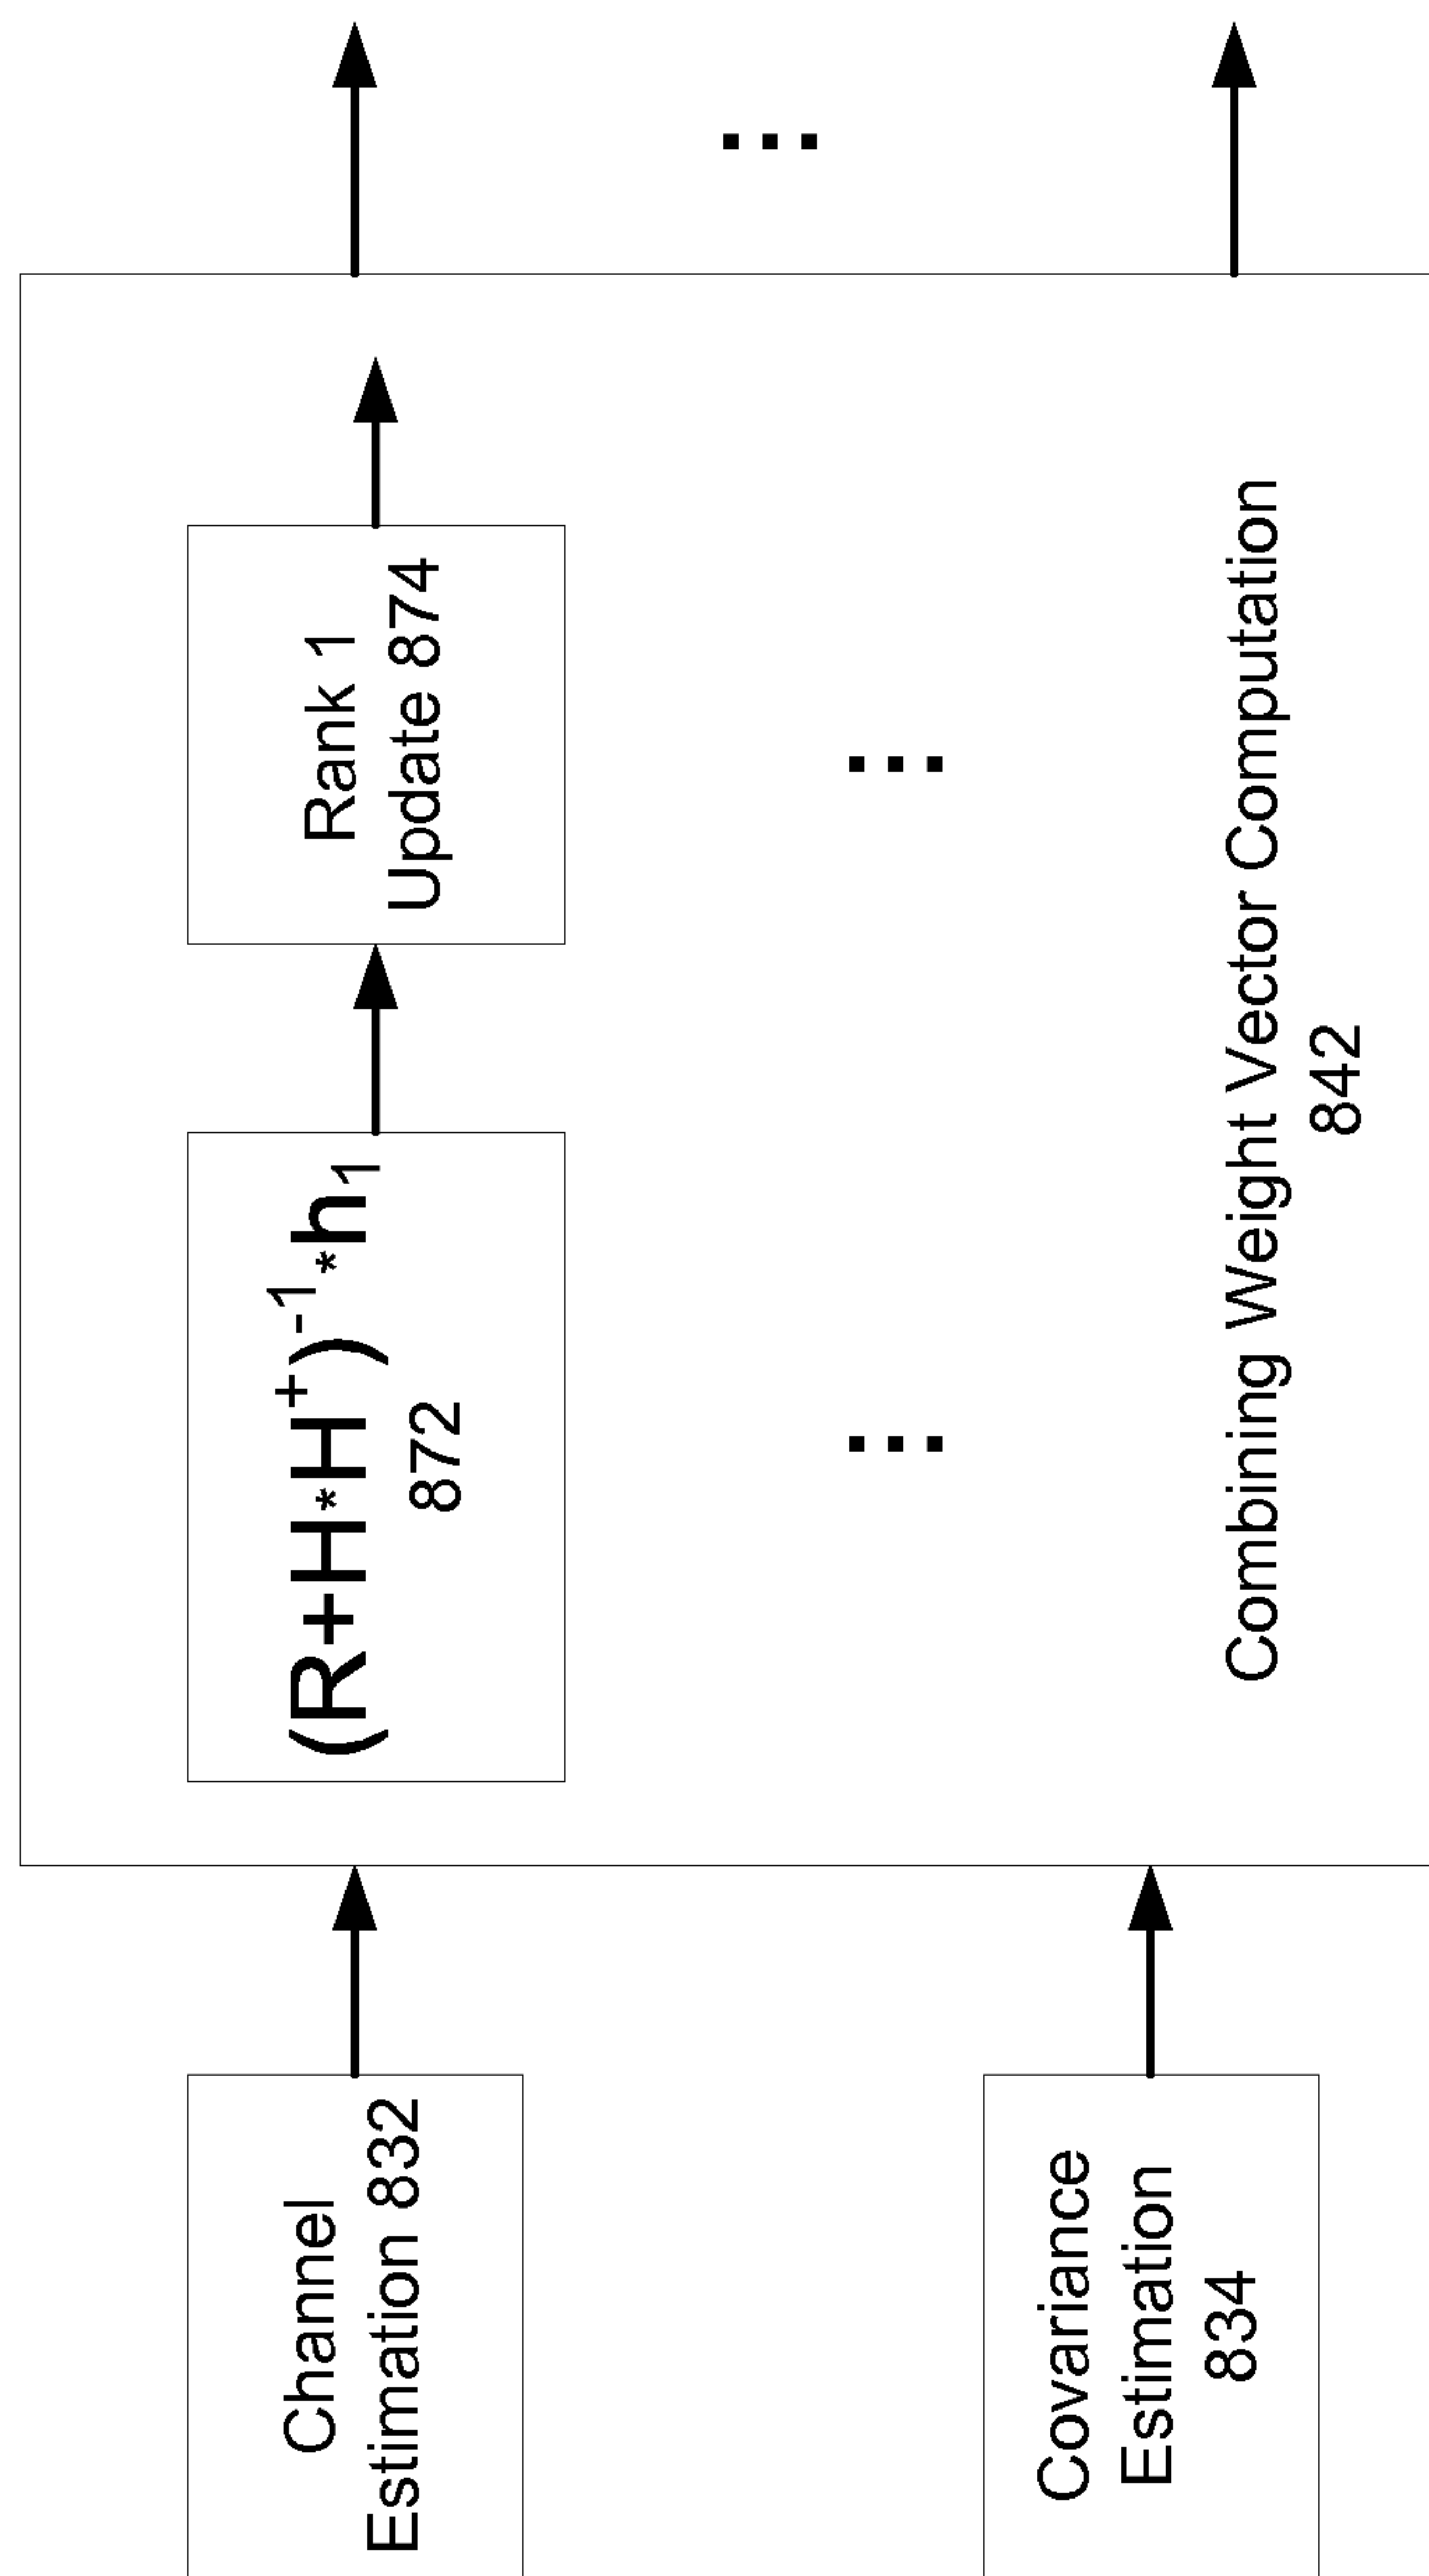 Channel
Estimation 832
Covariance
Estimation
834
(R+H*H⁺)⁻¹*h₁
872
Rank 1
Update 874
...
...
...
Combining Weight Vector Computation
842